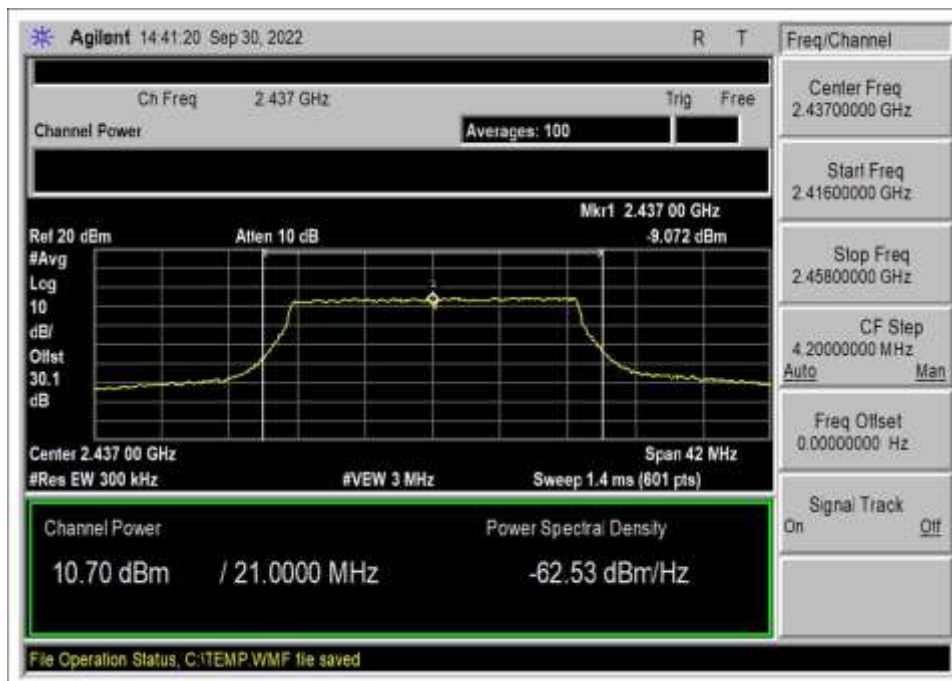 Agilent 14:41:20 Sep 30, 2022 R T
Ch Freq 2.437 GHz Trig Free
Channel Power Averages: 100
Mkr1 2.437 00 GHz
Ref 20 dBm Atten 10 dB -9.072 dBm
#Avg
Log
10
dB/
Offst
30.1
dB
1
Center 2.437 00 GHz Span 42 MHz
#Res BW 300 kHz #VBW 3 MHz Sweep 1.4 ms (601 pts)
Channel Power Power Spectral Density
10.70 dBm / 21.0000 MHz -62.53 dBm/Hz
File Operation Status, C:\TEMP.WMF file saved
Freq/Channel
Center Freq
2.43700000 GHz
Start Freq
2.41600000 GHz
Stop Freq
2.45800000 GHz
CF Step
4.20000000 MHz
Auto Man
Freq Offset
0.00000000 Hz
Signal Track
On Off